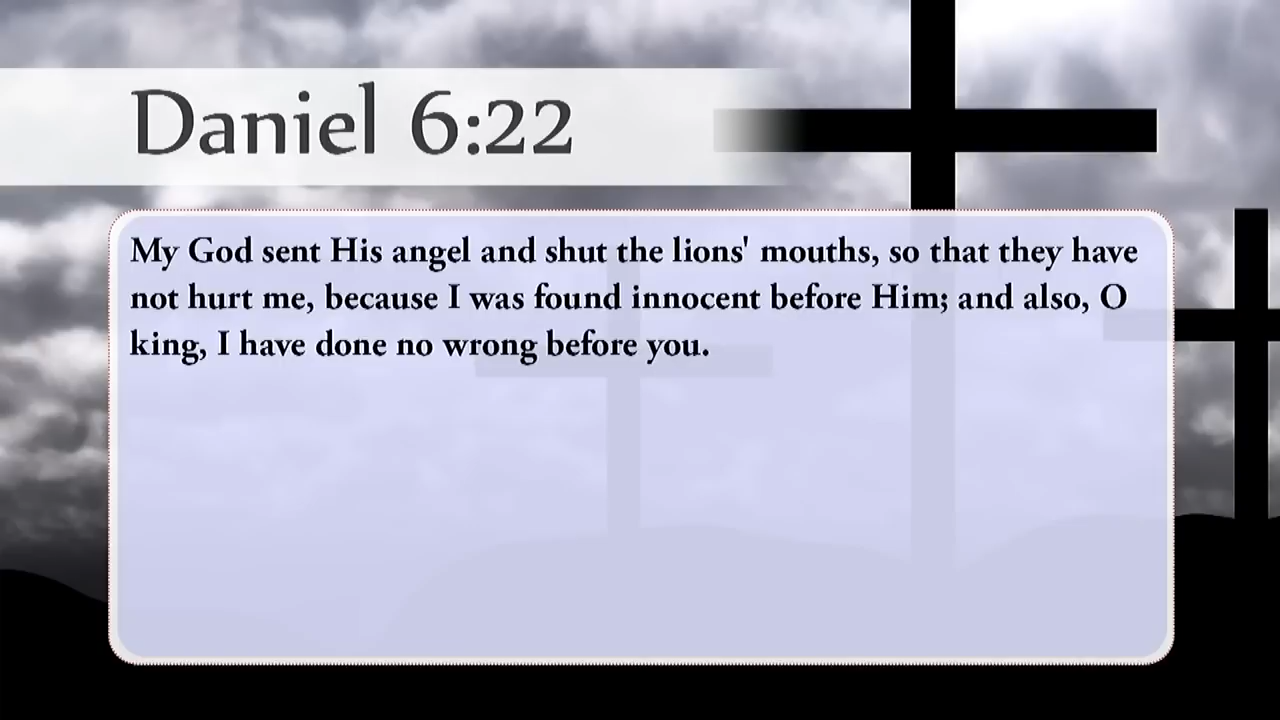 Daniel 6:22
My God sent His angel and shut the lions' mouths, so that they have
not hurt me, because I was found innocent before Him; and also, O
king, I have done no wrong before you.